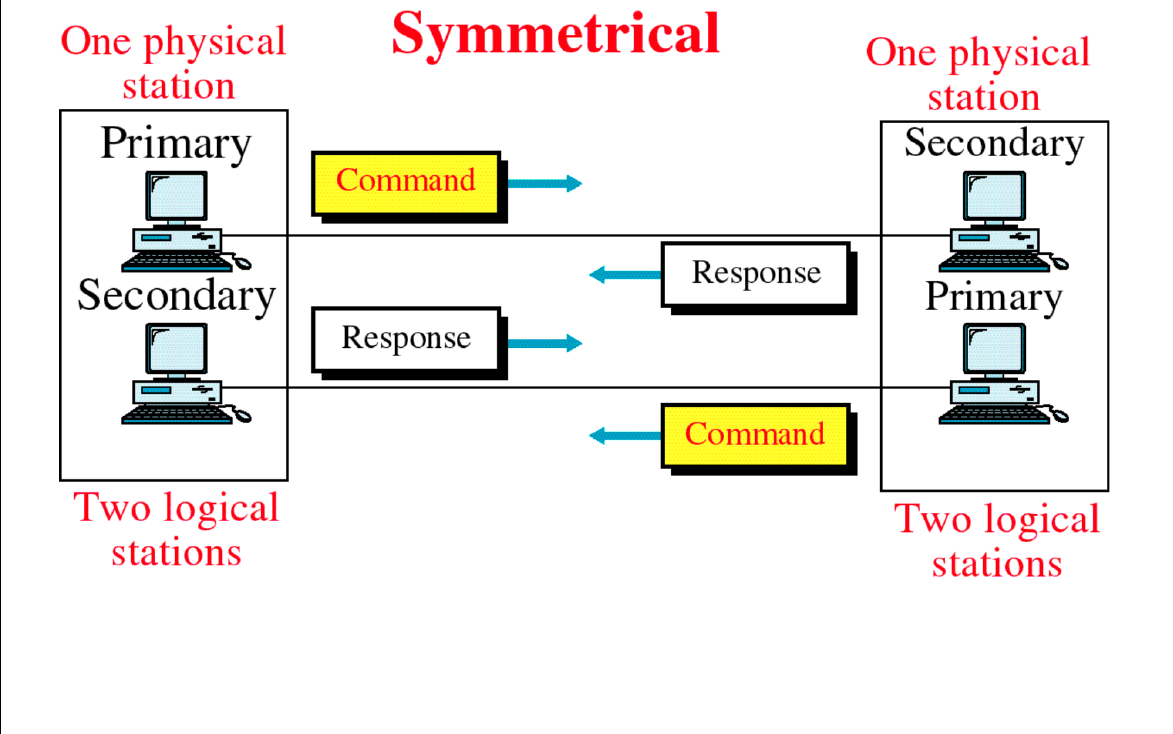 Symmetrical
One physical
station
One physical
station
Primary
Secondary
Command
Response
Secondary
Primary
Response
Command
Two logical
stations
Two logical
stations